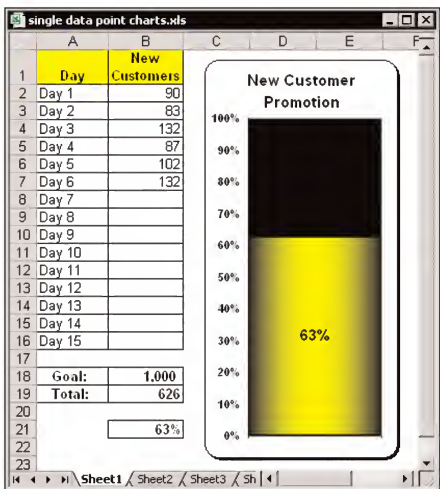 single data point charts.xls
A B C D E F
1 Day New Customers
2 Day 1 90
3 Day 2 83
4 Day 3 132
5 Day 4 87
6 Day 5 102
7 Day 6 132
8 Day 7
9 Day 8
10 Day 9
11 Day 10
12 Day 11
13 Day 12
14 Day 13
15 Day 14
16 Day 15
17
18 Goal: 1,000
19 Total: 626
20
21 63%
22
23
New Customer
Promotion
100%
90%
80%
70%
60%
50%
40%
30%
20%
10%
0%
63%
Sheet1 / Sheet2 / Sheet3 / Sh